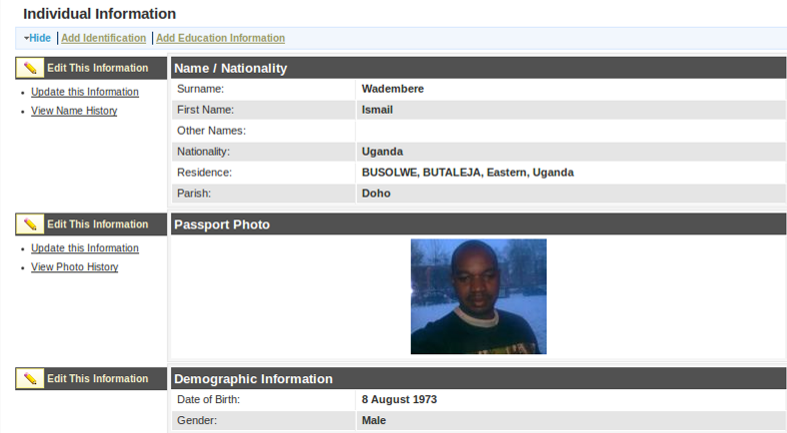 Individual Information
Hide | Add Identification | Add Education Information
Edit This Information
Update this Information
View Name History
Name / Nationality
Surname: Wadembere
First Name: Ismail
Other Names:
Nationality: Uganda
Residence: BUSOLWE, BUTALEJA, Eastern, Uganda
Parish: Doho
Edit This Information
Update this Information
View Photo History
Passport Photo
Edit This Information
Demographic Information
Date of Birth: 8 August 1973
Gender: Male